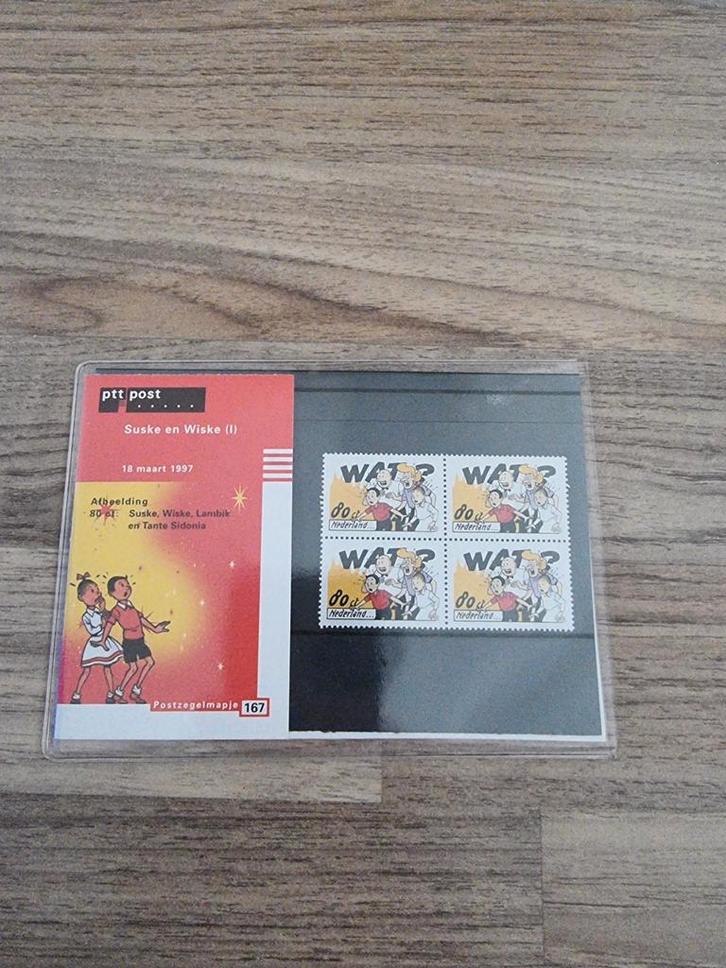 ptt post
Suske en Wiske (I)
18 maart 1997
Afbeelding
80 ct Suske, Wiske, Lambik
en Tante Sidonia
Postzegelmapje 167
WAT?
80 ct
Nederland...
WAT?
80 ct
Nederland...
WAT?
80 ct
Nederland...
WAT?
80 ct
Nederland...